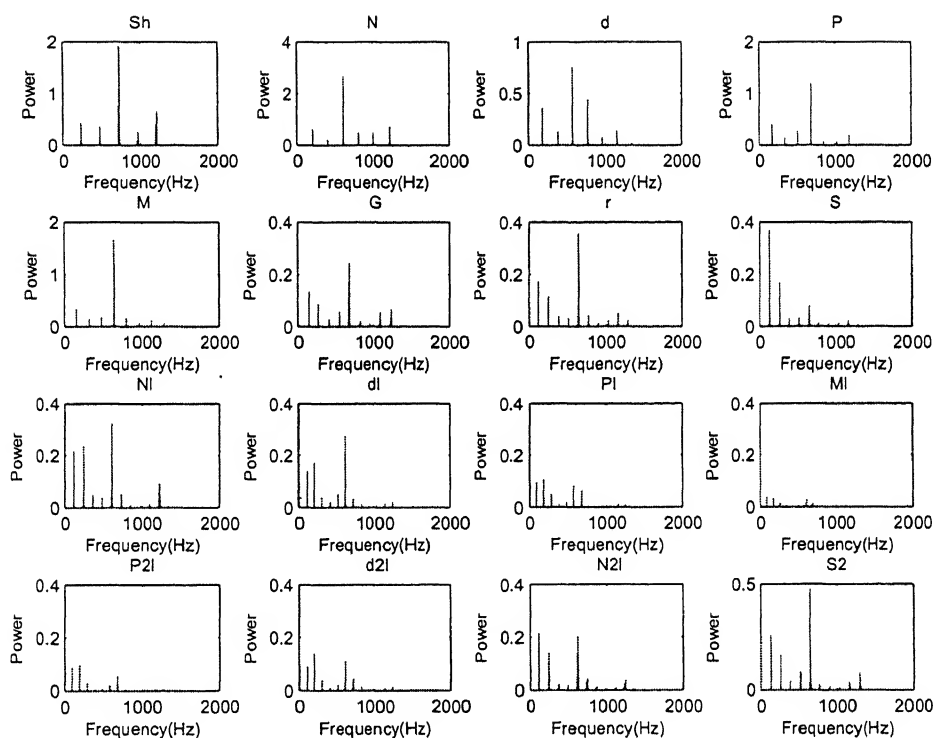 Sh N d P
2 4 1 2
Power Power Power Power
1 2 0.5 1
0 0 0 0
0 1000 2000 0 1000 2000 0 1000 2000 0 1000 2000
Frequency(Hz) Frequency(Hz) Frequency(Hz) Frequency(Hz)
M G r S
2 0.4 0.4 0.4
Power Power Power Power
1 0.2 0.2 0.2
0 0 0 0
0 1000 2000 0 1000 2000 0 1000 2000 0 1000 2000
Frequency(Hz) Frequency(Hz) Frequency(Hz) Frequency(Hz)
Nl dl Pl Ml
0.4 0.4 0.4 0.4
Power Power Power Power
0.2 0.2 0.2 0.2
0 0 0 0
0 1000 2000 0 1000 2000 0 1000 2000 0 1000 2000
Frequency(Hz) Frequency(Hz) Frequency(Hz) Frequency(Hz)
P2l d2l N2l S2
0.4 0.4 0.4 0.5
Power Power Power Power
0.2 0.2 0.2
0 0 0 0
0 1000 2000 0 1000 2000 0 1000 2000 0 1000 2000
Frequency(Hz) Frequency(Hz) Frequency(Hz) Frequency(Hz)